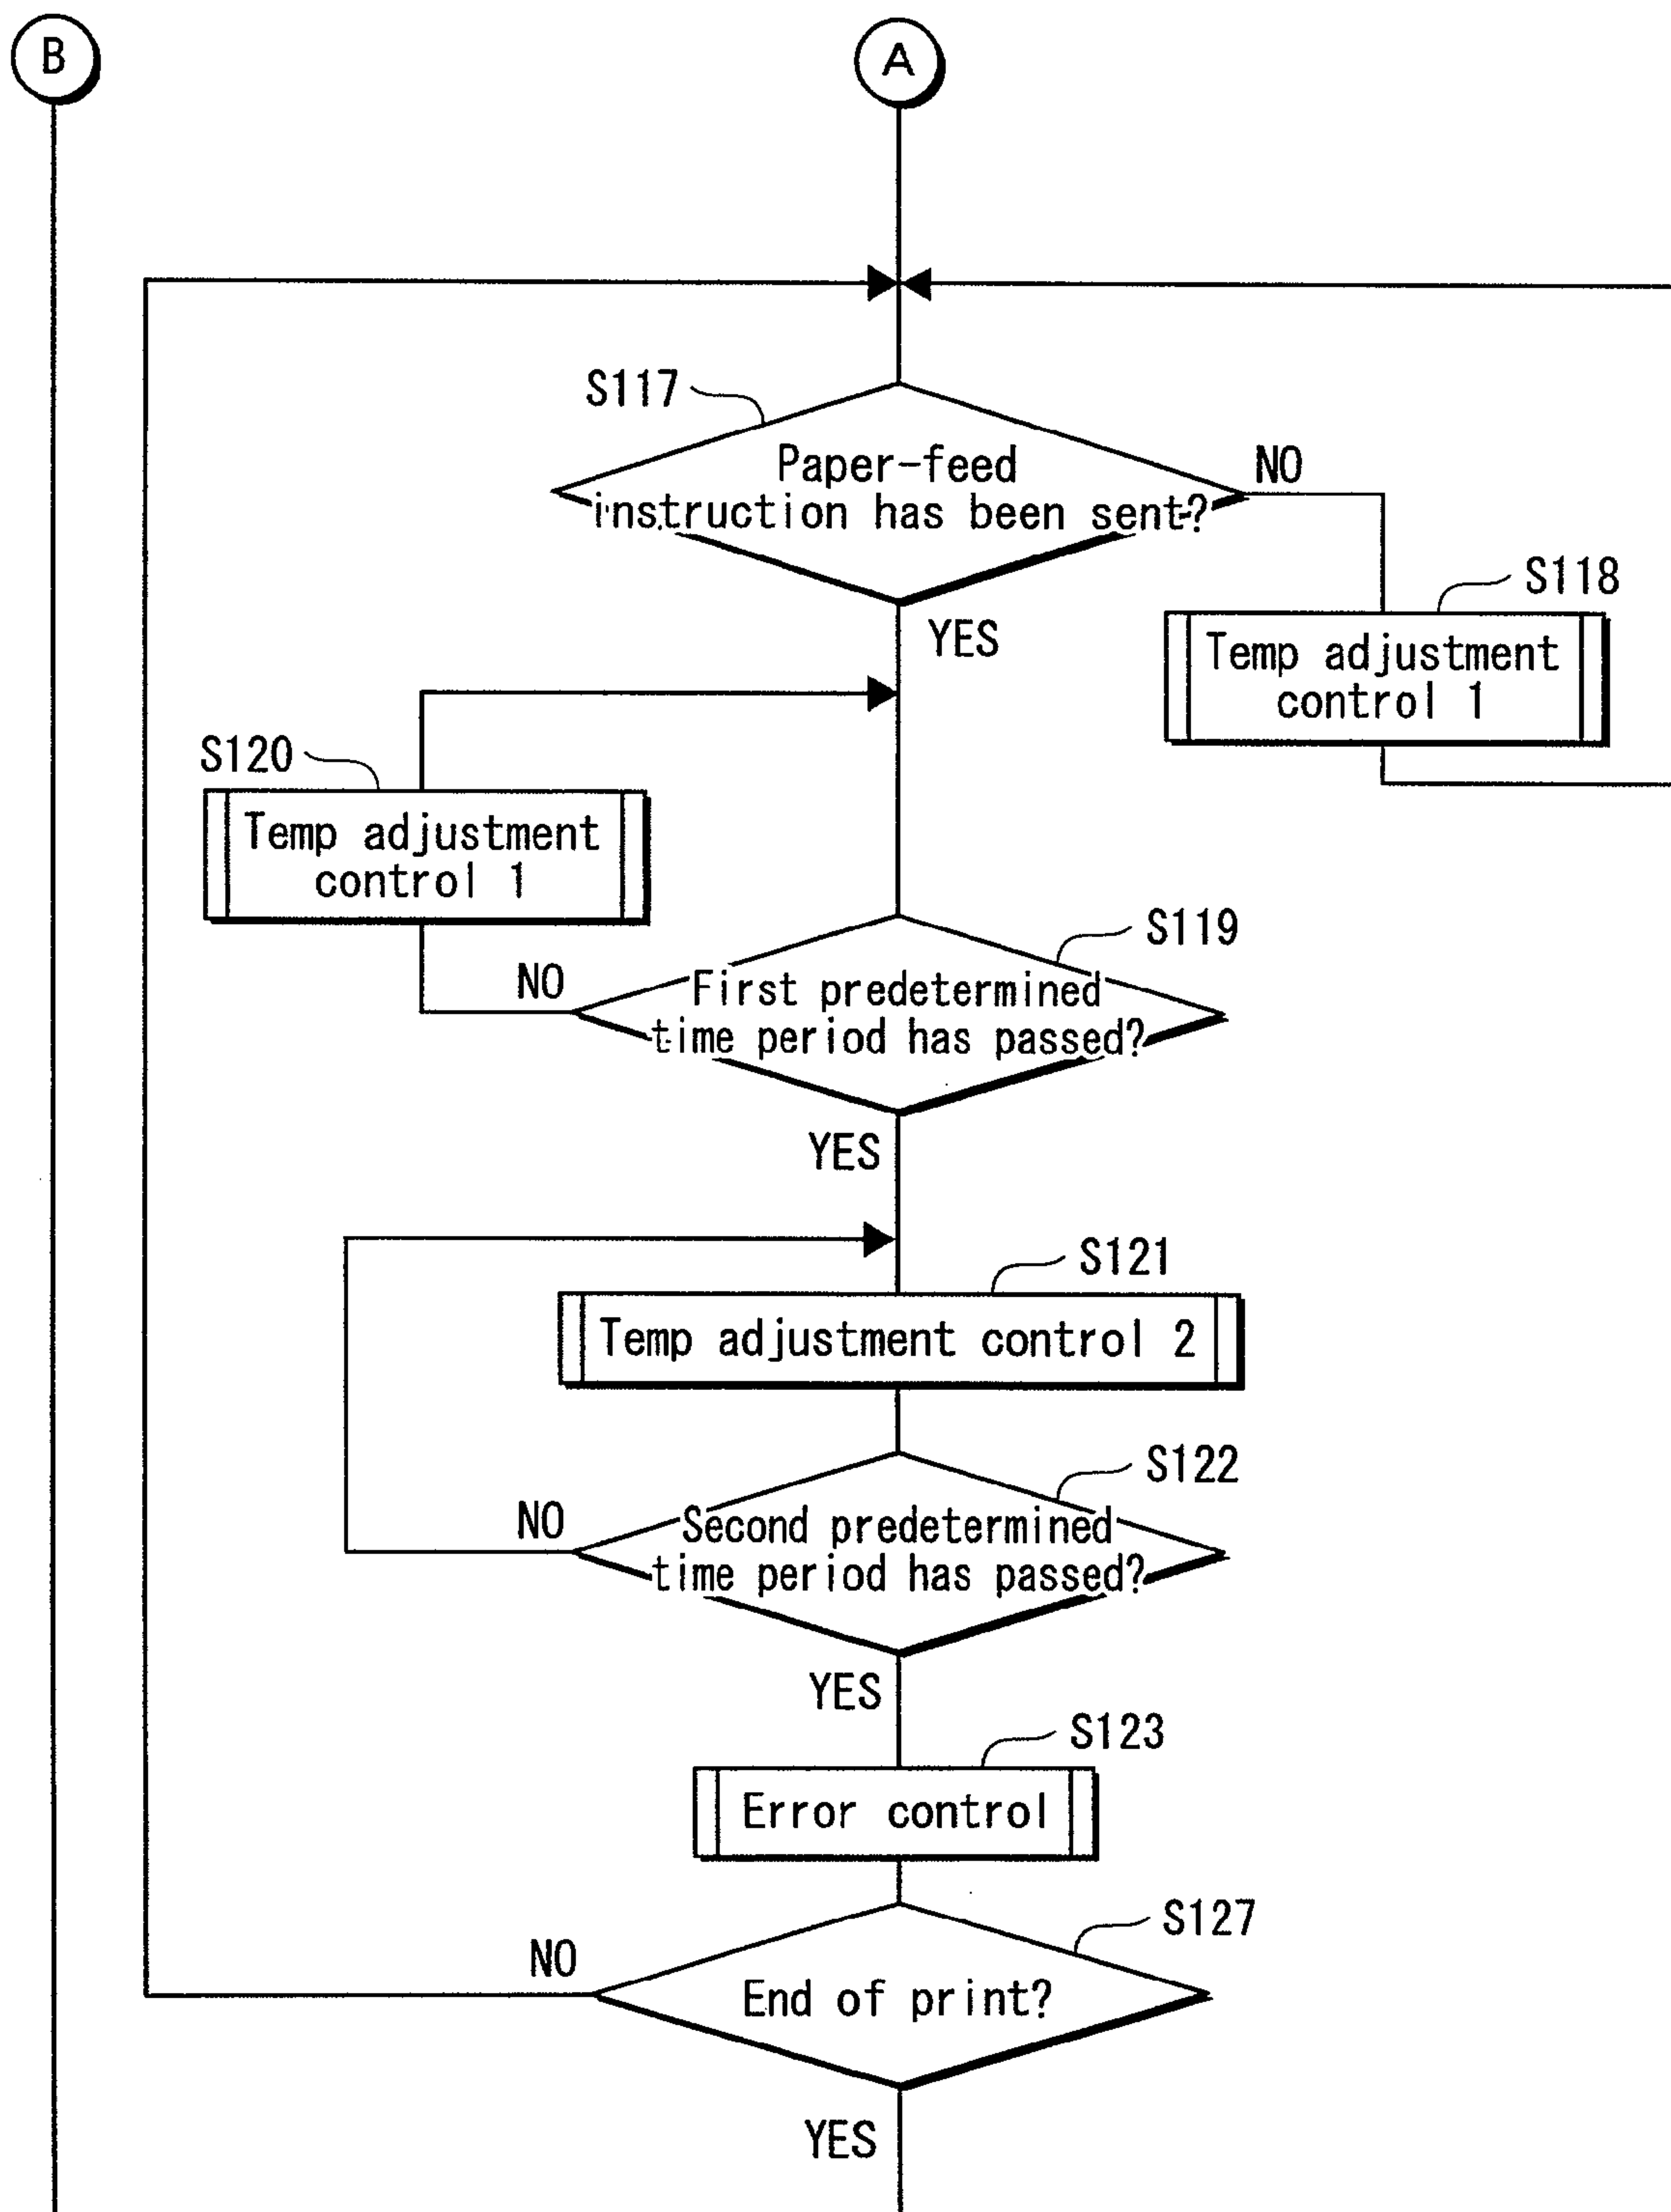 B
A
S117
Paper-feed
instruction has been sent?
NO
YES
S118
Temp adjustment
control 1
S120
Temp adjustment
control 1
S119
NO
First predetermined
time period has passed?
YES
S121
Temp adjustment control 2
S122
NO
Second predetermined
time period has passed?
YES
S123
Error control
S127
NO
End of print?
YES